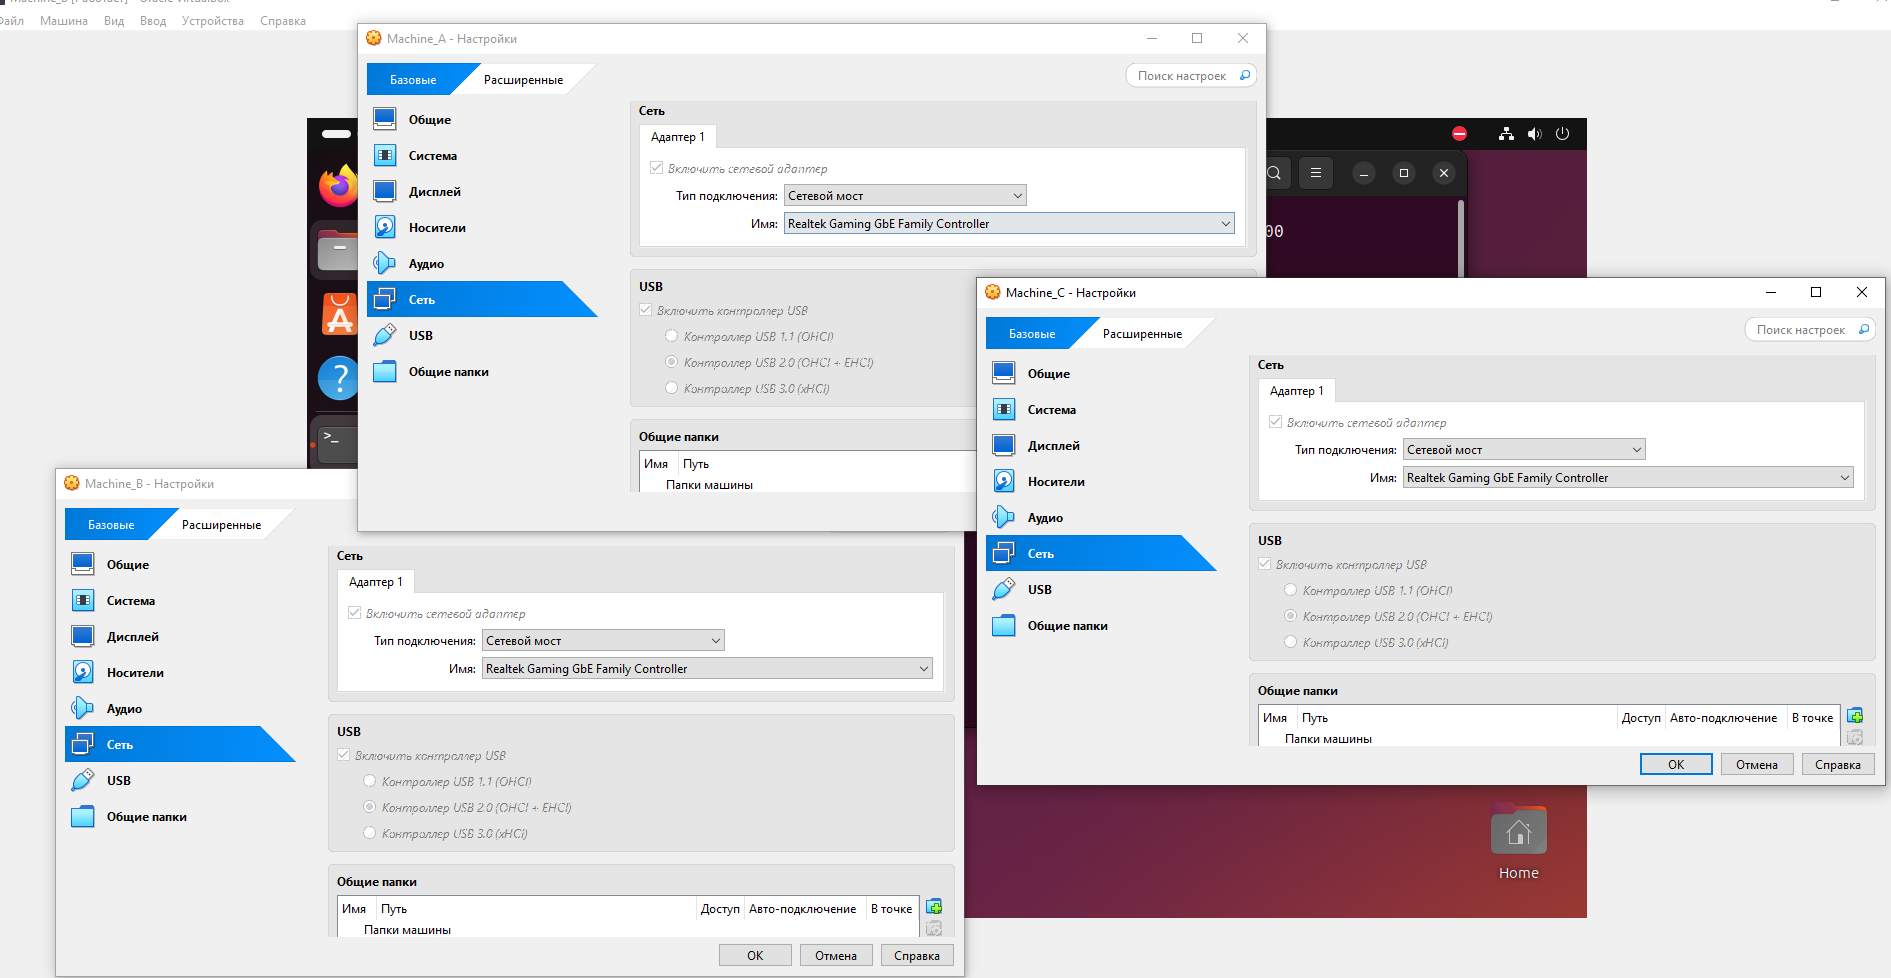 Machine_B [Работает] - Oracle VirtualBox
Файл Машина Вид Ввод Устройства Справка
Machine_A - Настройки
Базовые Расширенные
Поиск настроек
Общие
Система
Дисплей
Носители
Аудио
Сеть
USB
Общие папки
Сеть
Адаптер 1
Включить сетевой адаптер
Тип подключения: Сетевой мост
Имя: Realtek Gaming GbE Family Controller
USB
Включить контроллер USB
Контроллер USB 1.1 (OHCI)
Контроллер USB 2.0 (OHCI + EHCI)
Контроллер USB 3.0 (xHCI)
Общие папки
Имя Путь
Папки машины
00
Machine_C - Настройки
Базовые Расширенные
Поиск настроек
Общие
Система
Дисплей
Носители
Аудио
Сеть
USB
Общие папки
Сеть
Адаптер 1
Включить сетевой адаптер
Тип подключения: Сетевой мост
Имя: Realtek Gaming GbE Family Controller
USB
Включить контроллер USB
Контроллер USB 1.1 (OHCI)
Контроллер USB 2.0 (OHCI + EHCI)
Контроллер USB 3.0 (xHCI)
Общие папки
Имя Путь Доступ Авто-подключение В точке
Папки машины
OK Отмена Справка
Machine_B - Настройки
Базовые Расширенные
Общие
Система
Дисплей
Носители
Аудио
Сеть
USB
Общие папки
Сеть
Адаптер 1
Включить сетевой адаптер
Тип подключения: Сетевой мост
Имя: Realtek Gaming GbE Family Controller
USB
Включить контроллер USB
Контроллер USB 1.1 (OHCI)
Контроллер USB 2.0 (OHCI + EHCI)
Контроллер USB 3.0 (xHCI)
Общие папки
Имя Путь Доступ Авто-подключение В точке
Папки машины
OK Отмена Справка
Home